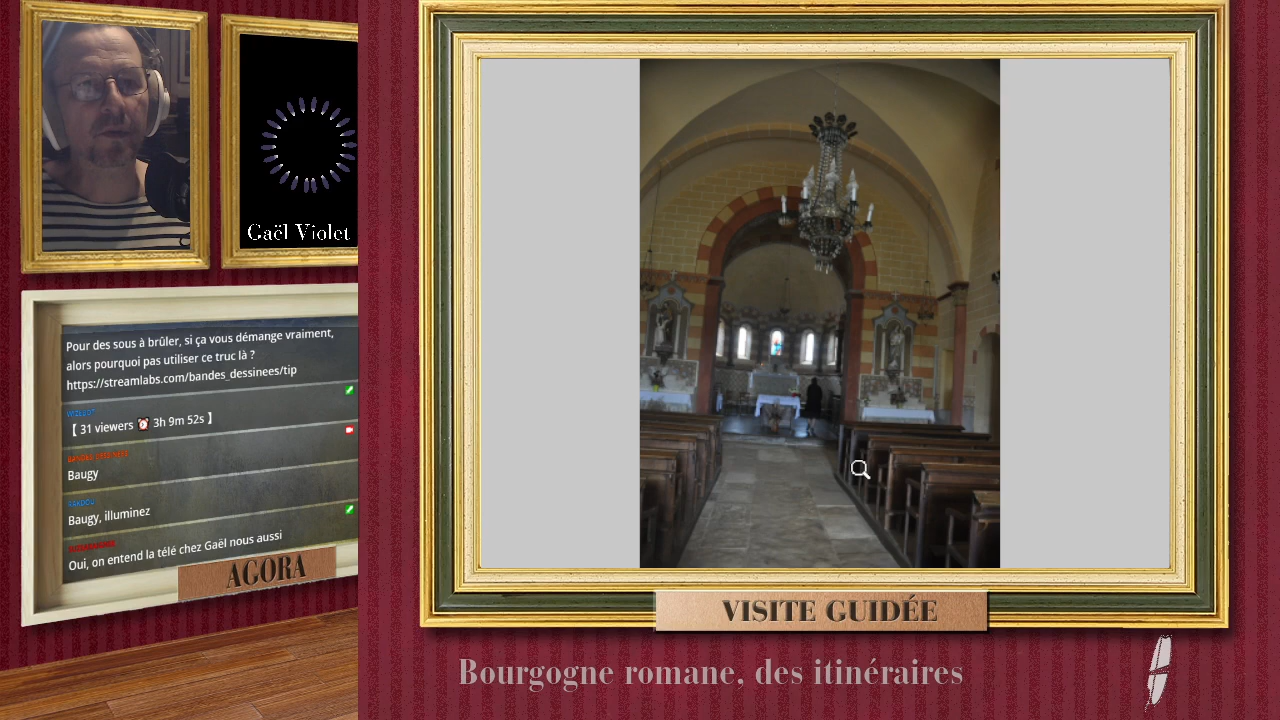 Gaël Violet
Pour des sous à brûler, si ça vous démange vraiment,
alors pourquoi pas utiliser ce truc là ?
https://streamlabs.com/bandes_dessinees/tip
WIZEBOT
【 31 viewers ⏰ 3h 9m 52s 】
BANDES_DESSINEES
Baugy
Baugy, illuminez
Oui, on entend la télé chez Gaël nous aussi
AGORA
VISITE GUIDÉE
Bourgogne romane, des itinéraires